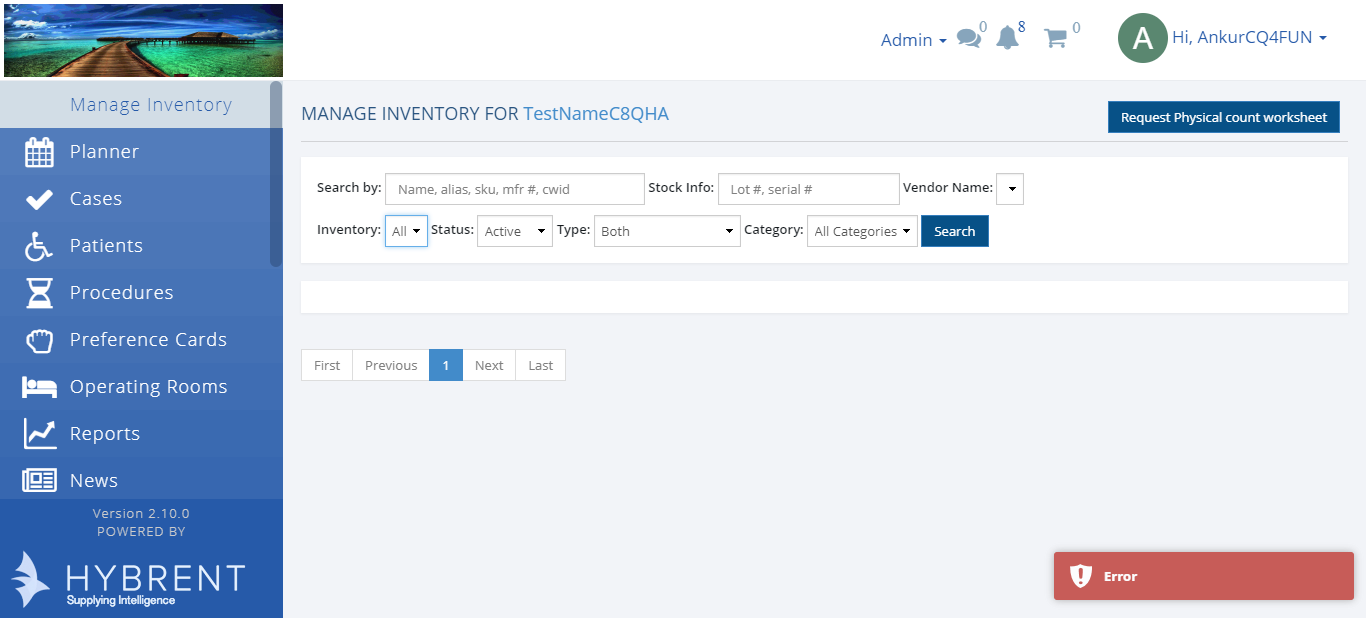 Admin 0 8 0 A Hi, AnkurCQ4FUN
Manage Inventory
Planner
Cases
Patients
Procedures
Preference Cards
Operating Rooms
Reports
News
Version 2.10.0
POWERED BY
HYBRENT
Supplying Intelligence
MANAGE INVENTORY FOR TestNameC8QHA
Request Physical count worksheet
Search by: Name, alias, sku, mfr #, cwid Stock Info: Lot #, serial # Vendor Name:
Inventory: All Status: Active Type: Both Category: All Categories Search
First Previous 1 Next Last
Error